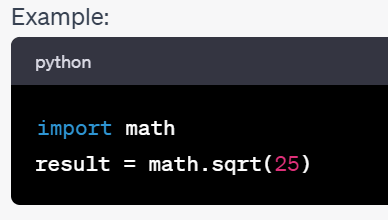 Example:
python
import math
result = math.sqrt(25)